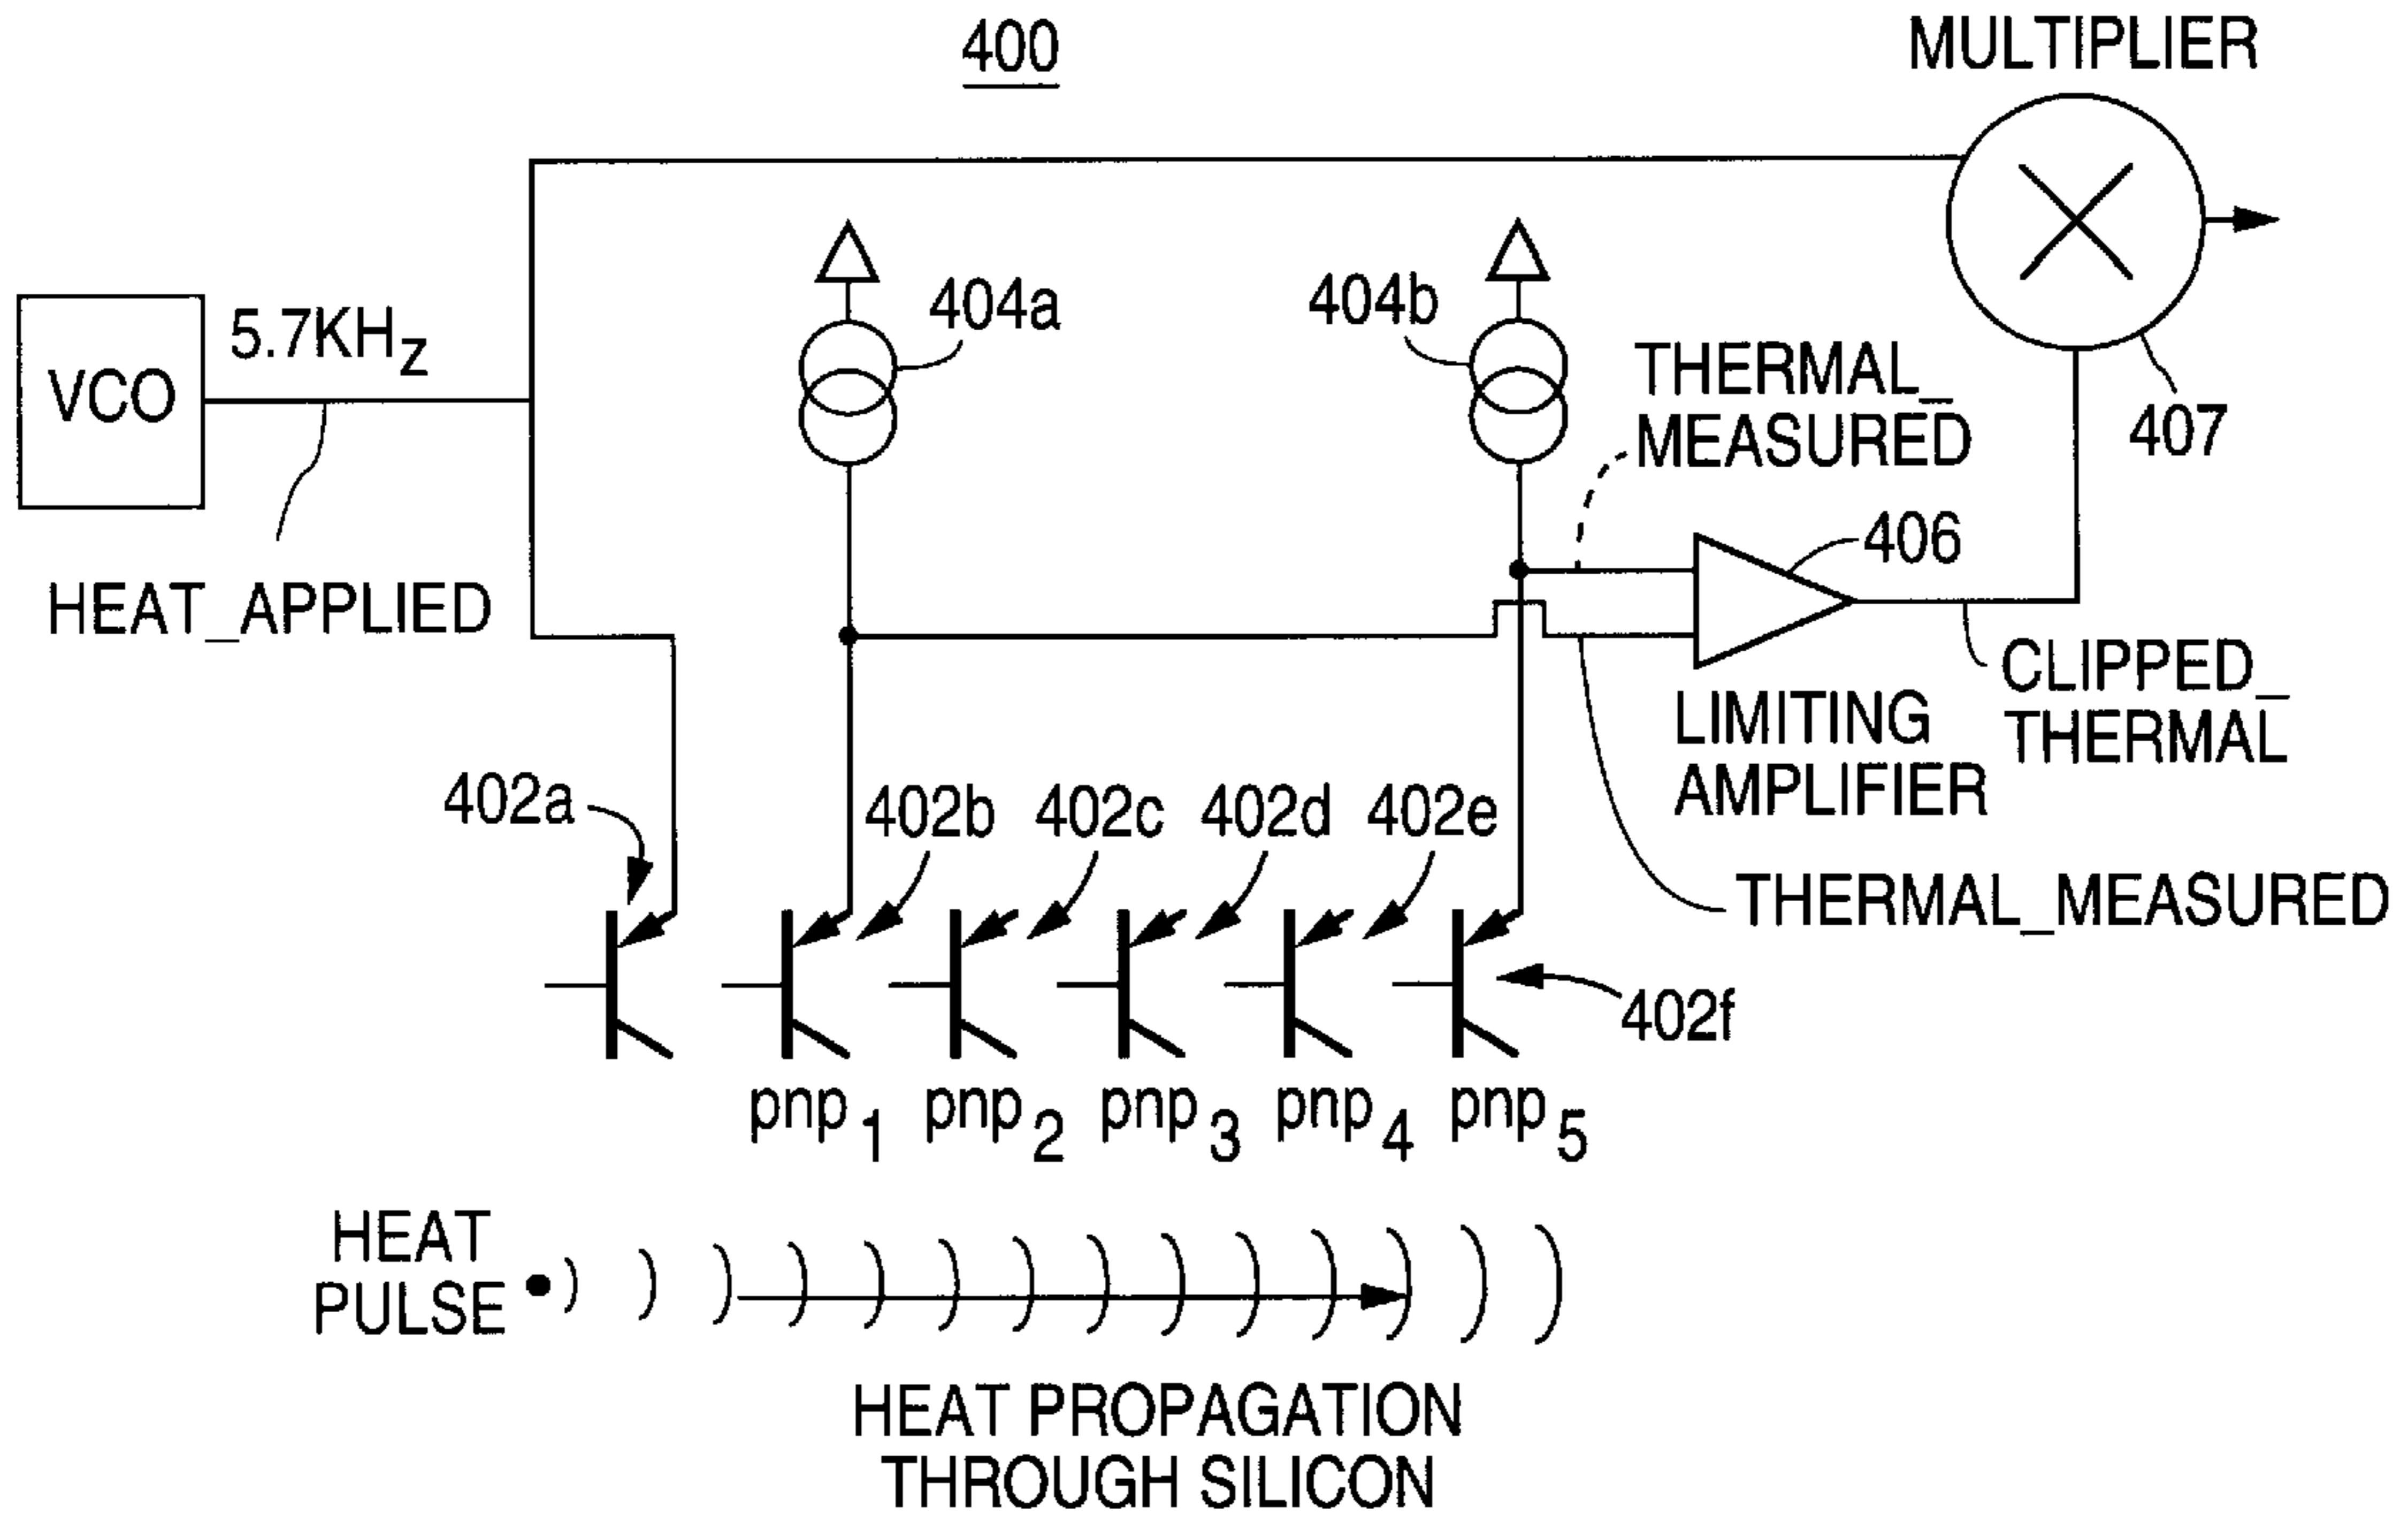 400
MULTIPLIER
404a
404b
5.7KHz
VCO
THERMAL_
MEASURED
407
406
HEAT_APPLIED
CLIPPED_
THERMAL
LIMITING
AMPLIFIER
402a
402b
402c
402d
402e
THERMAL_MEASURED
402f
pnp1 pnp2 pnp3 pnp4 pnp5
HEAT
PULSE
HEAT PROPAGATION
THROUGH SILICON